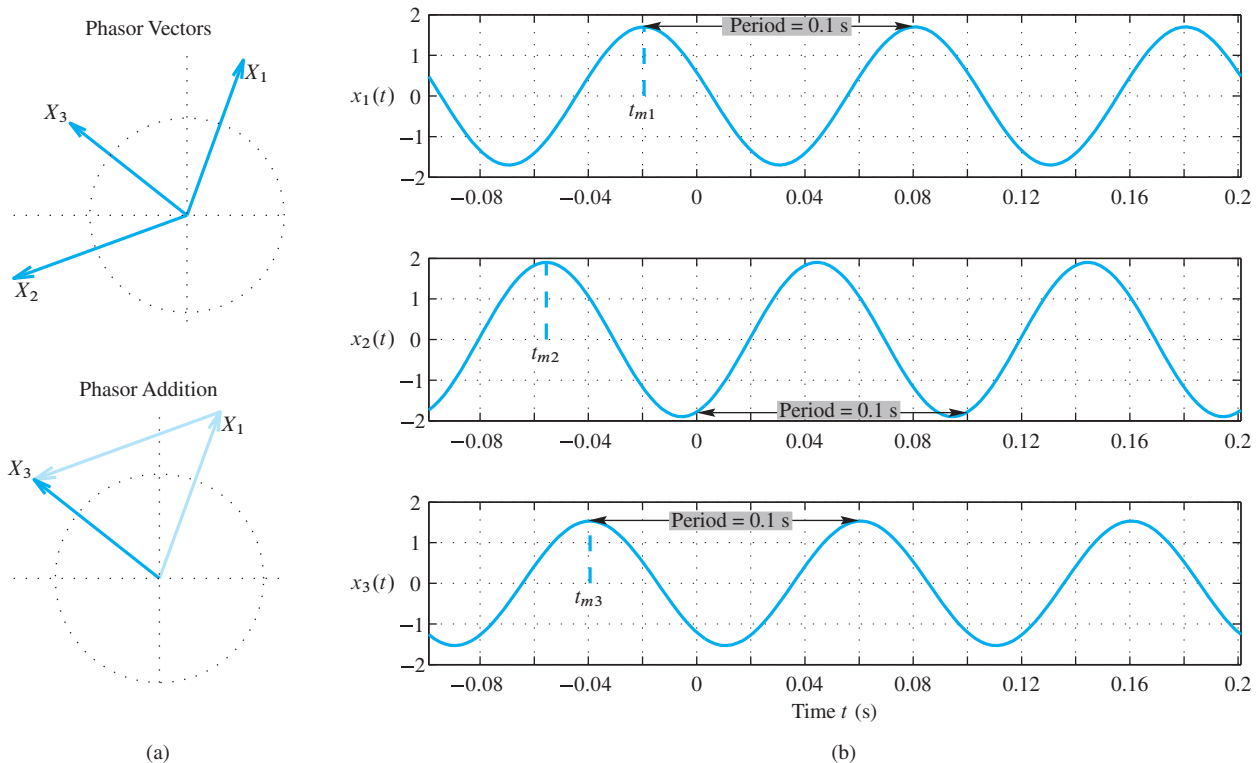 Phasor Vectors
X₁
X₃
X₂
Phasor Addition
X₁
X₃
(a)
2
1
x₁(t) 0
−1
−2
Period = 0.1 s
tₘ₁
−0.08 −0.04 0 0.04 0.08 0.12 0.16 0.2
2
1
x₂(t) 0
−1
−2
tₘ₂
Period = 0.1 s
−0.08 −0.04 0 0.04 0.08 0.12 0.16 0.2
2
1
x₃(t) 0
−1
−2
Period = 0.1 s
tₘ₃
−0.08 −0.04 0 0.04 0.08 0.12 0.16 0.2
Time t (s)
(b)